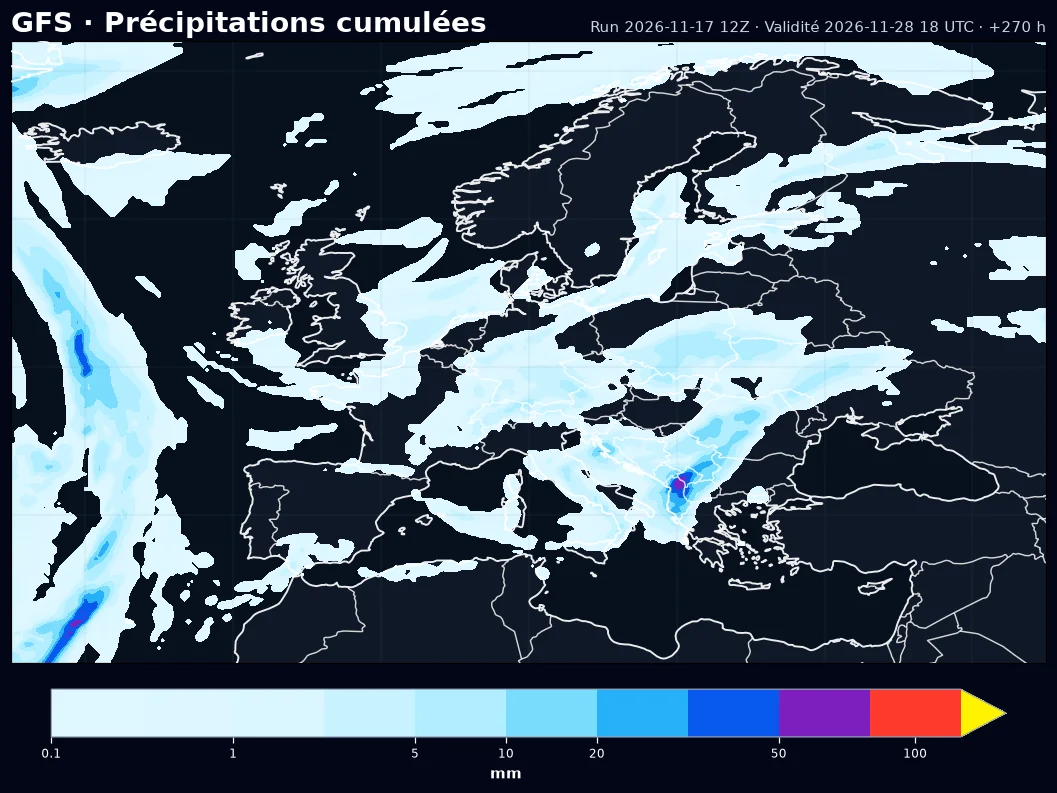 GFS · Précipitations cumulées
Run 2026-11-17 12Z · Validité 2026-11-28 18 UTC · +270 h
0.1 1 5 10 20 50 100
mm